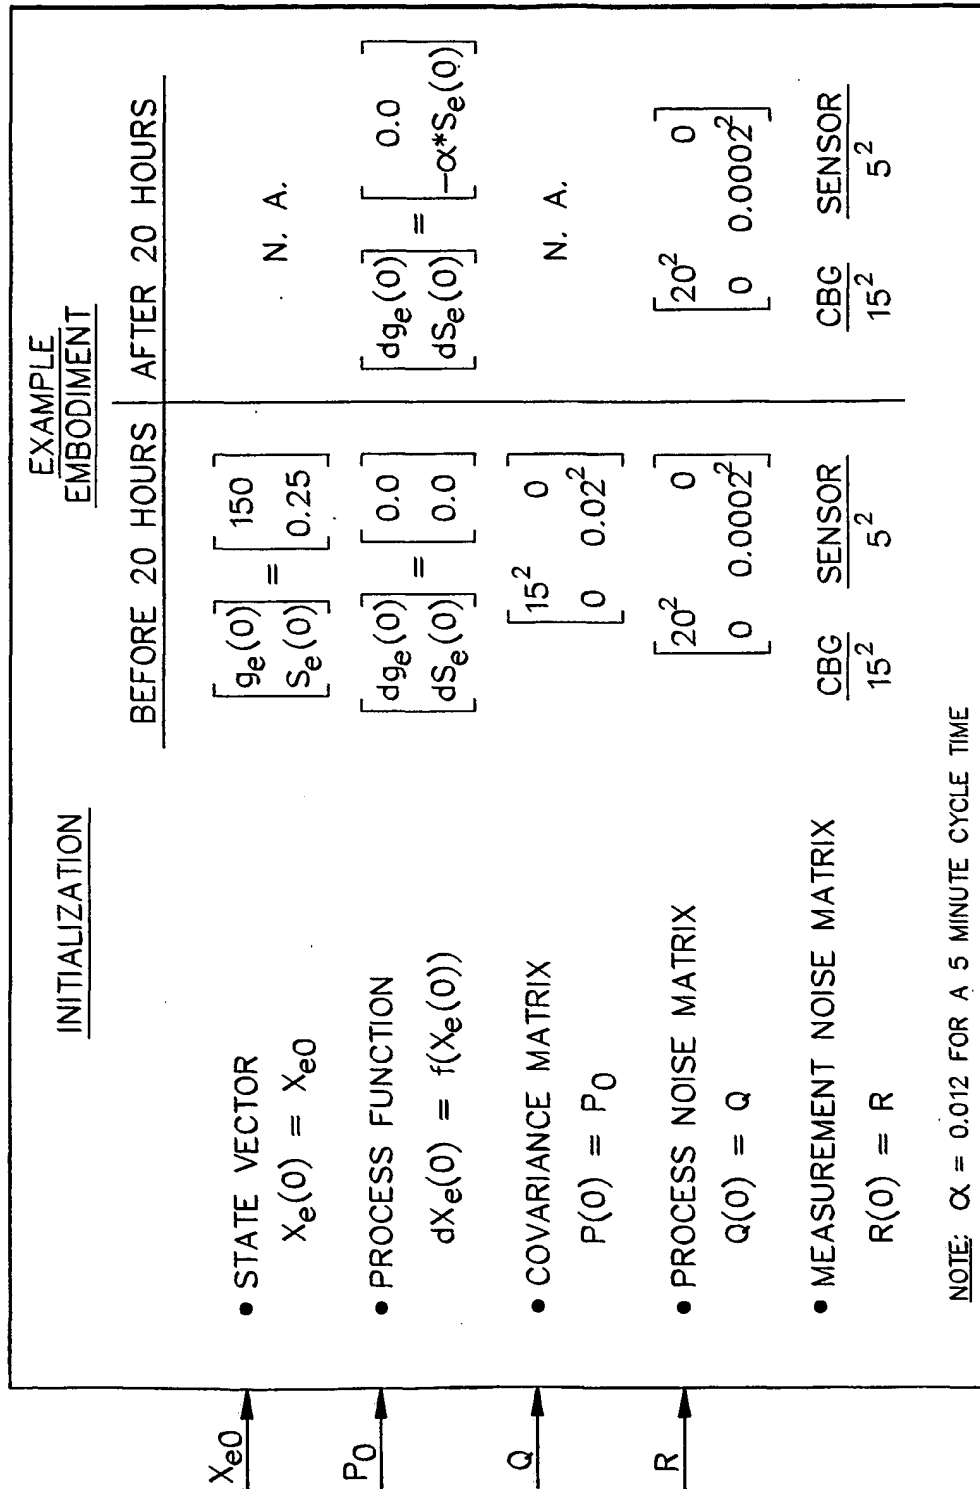 INITIALIZATION
EXAMPLE
EMBODIMENT
BEFORE 20 HOURS AFTER 20 HOURS
Xe0
• STATE VECTOR
Xe(0) = Xe0
[ge(0) Se(0)] = [150 0.25]
N. A.
P0
• PROCESS FUNCTION
dXe(0) = f(Xe(0))
[dge(0) dSe(0)] = [0.0 0.0]
[dge(0) dSe(0)] = [0.0 -α*Se(0)]
Q
• COVARIANCE MATRIX
P(0) = P0
[15² 0
0 0.02²]
N. A.
R
• PROCESS NOISE MATRIX
Q(0) = Q
[20² 0
0 0.0002²]
[20² 0
0 0.0002²]
• MEASUREMENT NOISE MATRIX
R(0) = R
CBG SENSOR
15² 5²
CBG SENSOR
15² 5²
NOTE: α = 0.012 FOR A 5 MINUTE CYCLE TIME